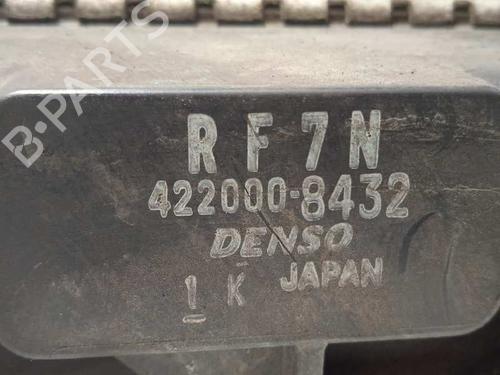 B-PARTS
RF7N
422000-8432
DENSO
1 K JAPAN